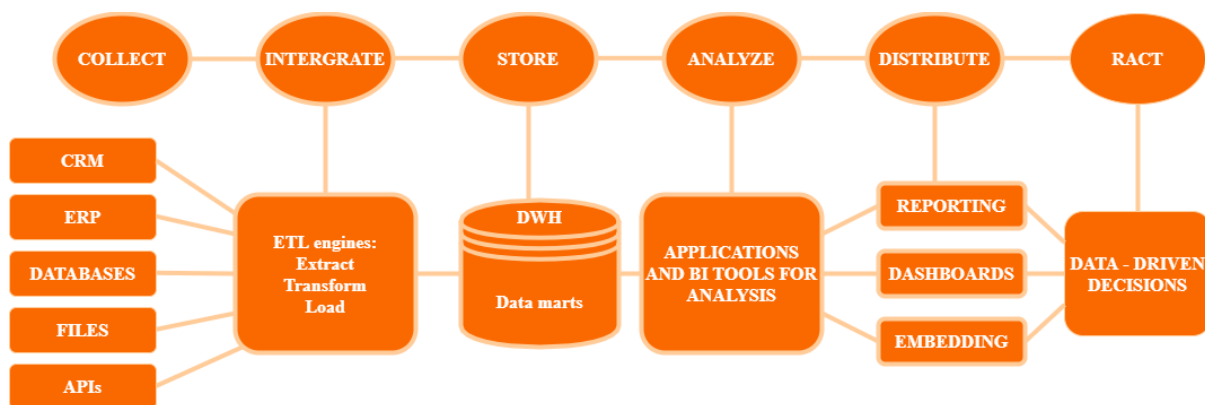 COLLECT
INTERGRATE
STORE
ANALYZE
DISTRIBUTE
RACT
CRM
ERP
DATABASES
FILES
APIs
ETL engines:
Extract
Transform
Load
DWH
Data marts
APPLICATIONS
AND BI TOOLS FOR
ANALYSIS
REPORTING
DASHBOARDS
EMBEDDING
DATA - DRIVEN
DECISIONS